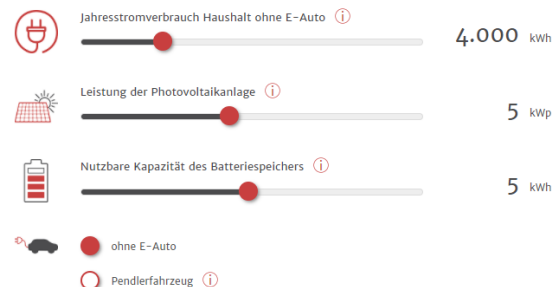 Jahresstromverbrauch Haushalt ohne E-Auto i
4.000 kWh
Leistung der Photovoltaikanlage i
5 kWp
Nutzbare Kapazität des Batteriespeichers i
5 kWh
ohne E-Auto
Pendlerfahrzeug i